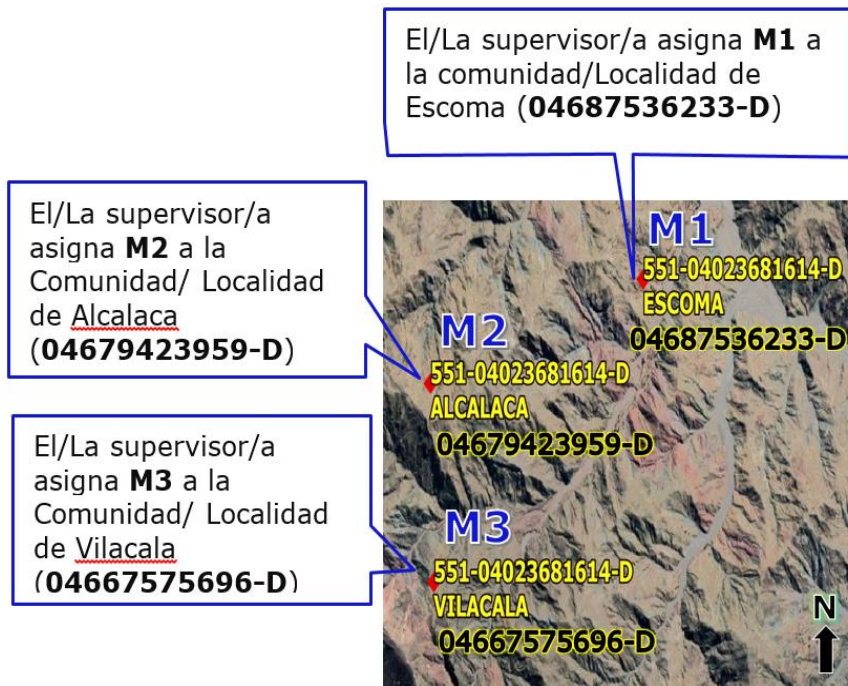 El/La supervisor/a asigna M1 a
la comunidad/Localidad de
Escoma (04687536233-D)
El/La supervisor/a
asigna M2 a la
Comunidad/ Localidad
de Alcalaca
(04679423959-D)
El/La supervisor/a
asigna M3 a la
Comunidad/ Localidad
de Vilacala
(04667575696-D)
M1
551-04023681614-D
ESCOMA
04687536233-D
M2
551-04023681614-D
ALCALACA
04679423959-D
M3
551-04023681614-D
VILACALA
04667575696-D
N